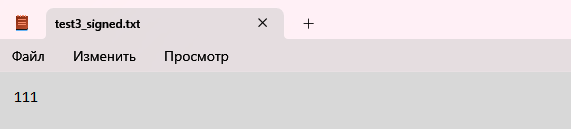 test3_signed.txt
Файл Изменить Просмотр
111